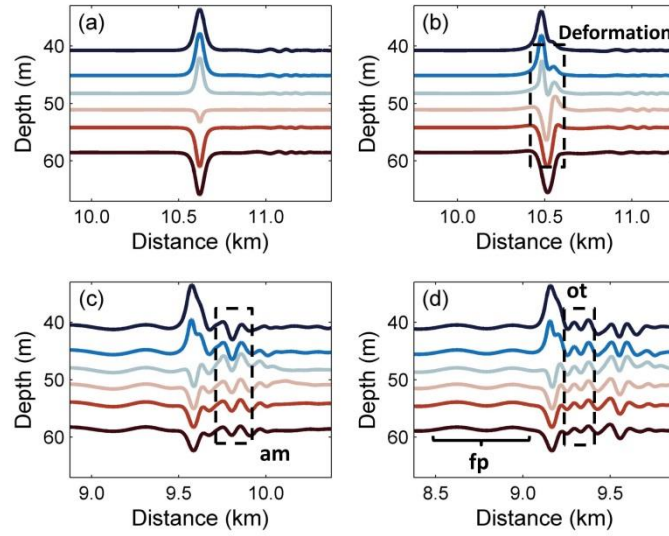 (a)
Depth (m)
40
50
60
10.0 10.5 11.0
Distance (km)
(b)
Deformation
Depth (m)
40
50
60
10.0 10.5 11.0
Distance (km)
(c)
Depth (m)
40
50
60
am
9.0 9.5 10.0
Distance (km)
(d)
ot
Depth (m)
40
50
60
fp
8.5 9.0 9.5
Distance (km)